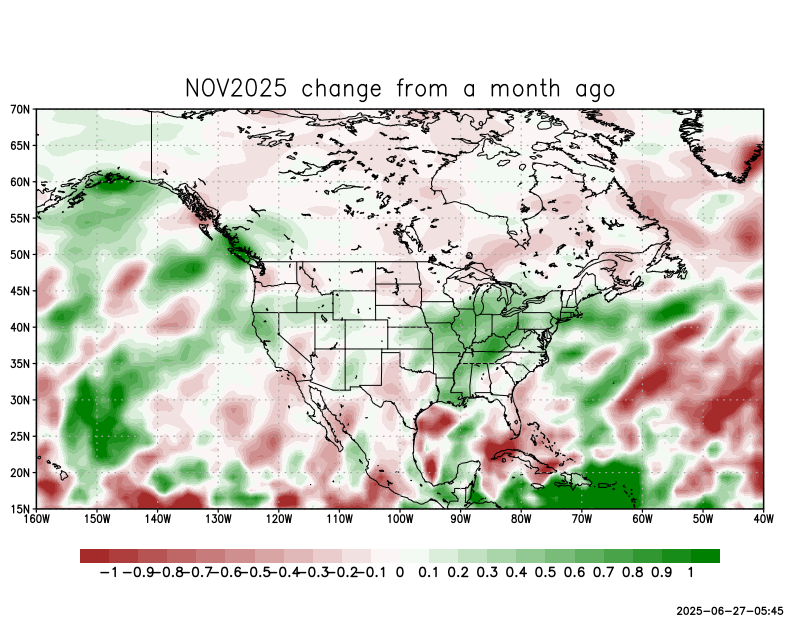 NOV2025 change from a month ago
70N
65N
60N
55N
50N
45N
40N
35N
30N
25N
20N
15N
160W 150W 140W 130W 120W 110W 100W 90W 80W 70W 60W 50W 40W
-1 -0.9 -0.8 -0.7 -0.6 -0.5 -0.4 -0.3 -0.2 -0.1 0 0.1 0.2 0.3 0.4 0.5 0.6 0.7 0.8 0.9 1
2025-06-27-05:45